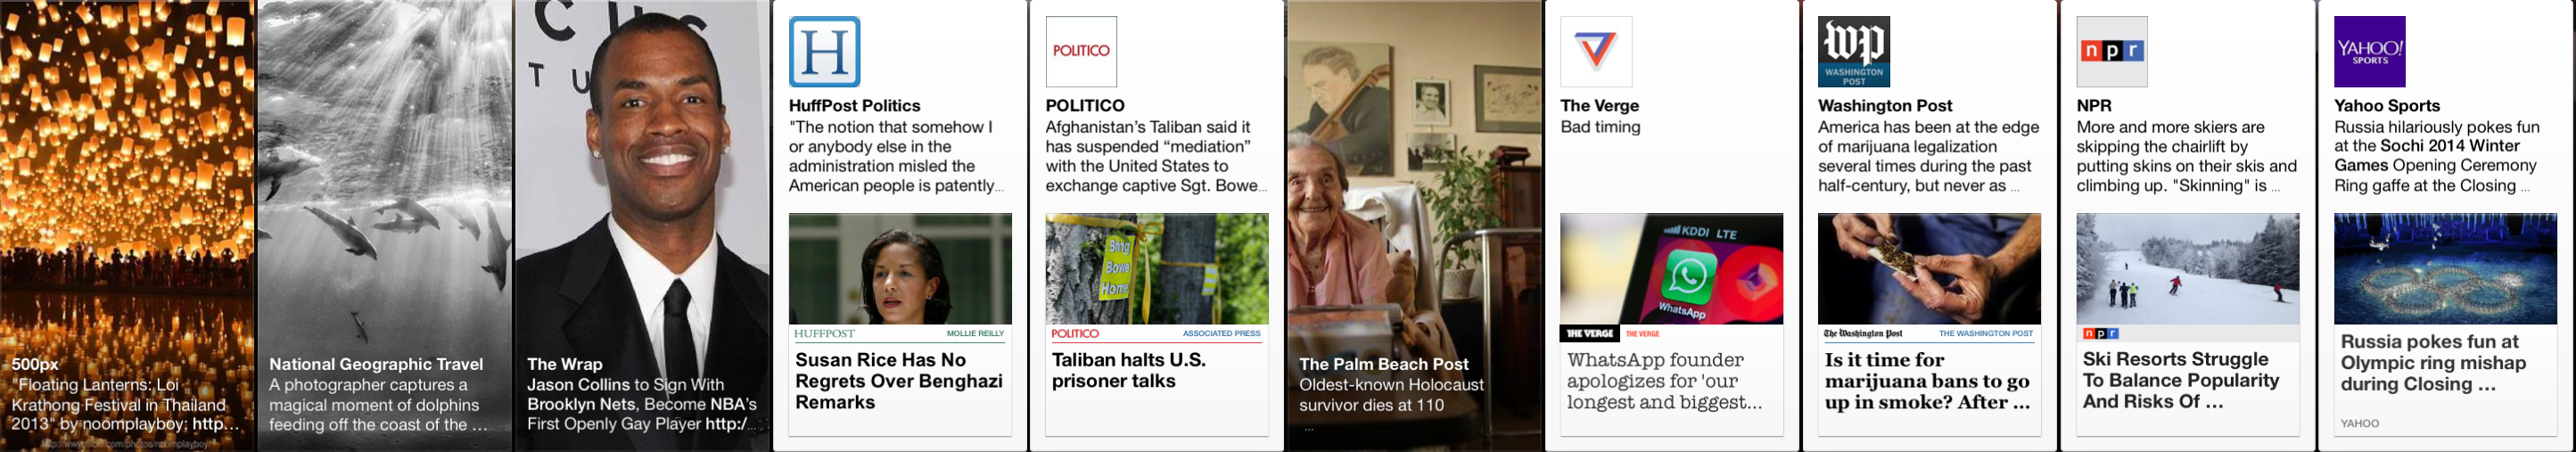 500px
"Floating Lanterns: Loi
Krathong Festival in Thailand
2013" by noomplayboy: http...
National Geographic Travel
A photographer captures a
magical moment of dolphins
feeding off the coast of the ...
The Wrap
Jason Collins to Sign With
Brooklyn Nets, Become NBA's
First Openly Gay Player http:/...
H
HuffPost Politics
"The notion that somehow I
or anybody else in the
administration misled the
American people is patently...
HUFFPOST
MOLLIE REILLY
Susan Rice Has No
Regrets Over Benghazi
Remarks
POLITICO
POLITICO
Afghanistan's Taliban said it
has suspended “mediation”
with the United States to
exchange captive Sgt. Bowe...
Bring
Bowe
Home
POLITICO
ASSOCIATED PRESS
Taliban halts U.S.
prisoner talks
The Palm Beach Post
Oldest-known Holocaust
survivor dies at 110
...
The Verge
Bad timing
KDDI LTE
WhatsApp
THE VERGE
THE VERGE
WhatsApp founder
apologizes for 'our
longest and biggest...
wp
WASHINGTON
POST
Washington Post
America has been at the edge
of marijuana legalization
several times during the past
half-century, but never as ...
The Washington Post
THE WASHINGTON POST
Is it time for
marijuana bans to go
up in smoke? After ...
npr
NPR
More and more skiers are
skipping the chairlift by
putting skins on their skis and
climbing up. "Skinning" is ...
npr
Ski Resorts Struggle
To Balance Popularity
And Risks Of ...
YAHOO!
SPORTS
Yahoo Sports
Russia hilariously pokes fun
at the Sochi 2014 Winter
Games Opening Ceremony
Ring gaffe at the Closing ...
Russia pokes fun at
Olympic ring mishap
during Closing ...
YAHOO